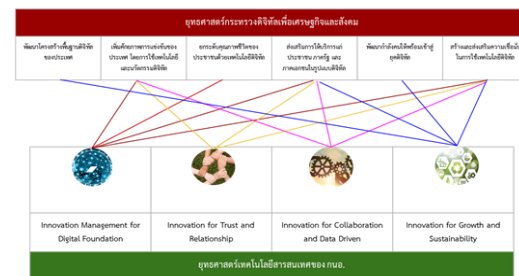 ยุทธศาสตร์กระทรวงดิจิทัลเพื่อเศรษฐกิจและสังคม
พัฒนาโครงสร้างพื้นฐานดิจิทัล
ของประเทศ
เพิ่มศักยภาพการแข่งขันของ
ประเทศ โดยการใช้เทคโนโลยี
และนวัตกรรมดิจิทัล
ยกระดับคุณภาพชีวิตของ
ประชาชนด้วยเทคโนโลยีดิจิทัล
ส่งเสริมการให้บริการแก่
ประชาชน ภาครัฐ และ
ภาคเอกชนในรูปแบบดิจิทัล
พัฒนากำลังคนให้พร้อมเข้าสู่
ยุคดิจิทัล
สร้างและส่งเสริมความเชื่อมั่น
ในการใช้เทคโนโลยีดิจิทัล
Innovation Management for
Digital Foundation
Innovation for Trust and
Relationship
Innovation for Collaboration
and Data Driven
Innovation for Growth and
Sustainability
ยุทธศาสตร์เทคโนโลยีสารสนเทศของ กนอ.